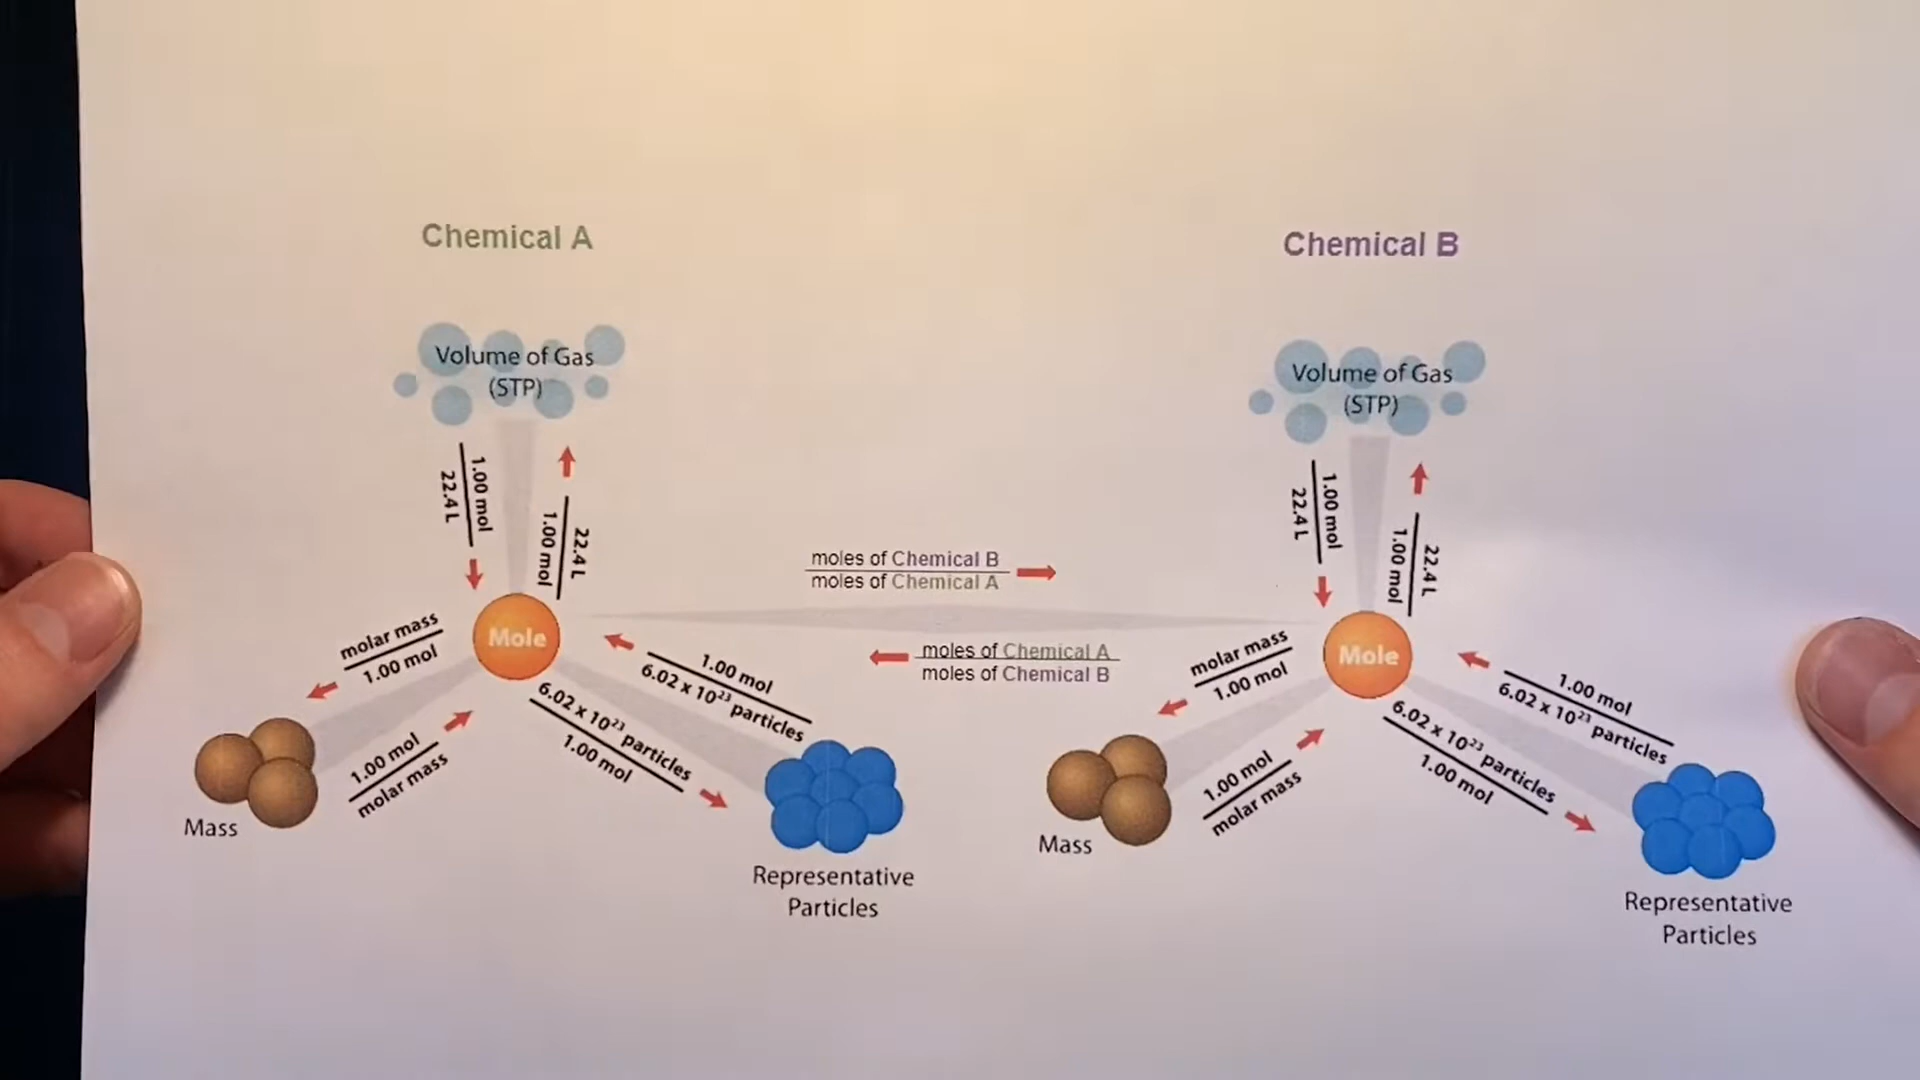 Chemical A
Volume of Gas
(STP)
1.00 mol
22.4 L
22.4 L
1.00 mol
Mole
molar mass
1.00 mol
1.00 mol
molar mass
1.00 mol
6.02 x 10²³ particles
6.02 x 10²³ particles
1.00 mol
Mass
Representative
Particles
moles of Chemical B
moles of Chemical A
moles of Chemical A
moles of Chemical B
Chemical B
Volume of Gas
(STP)
1.00 mol
22.4 L
22.4 L
1.00 mol
Mole
molar mass
1.00 mol
1.00 mol
molar mass
1.00 mol
6.02 x 10²³ particles
6.02 x 10²³ particles
1.00 mol
Mass
Representative
Particles